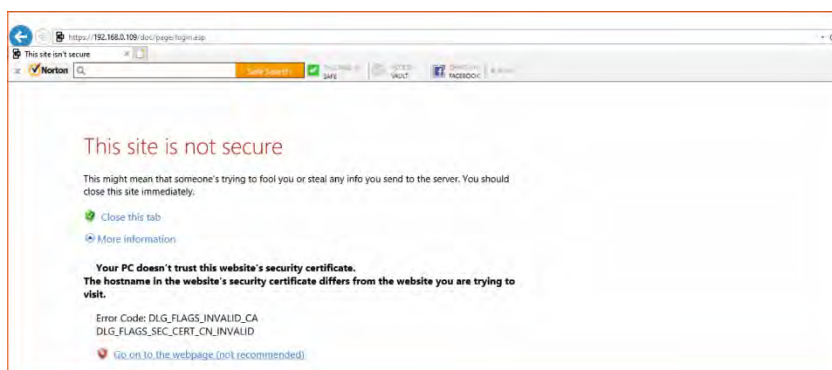 https://192.168.0.109/doc/page/login.asp
This site isn't secure
Norton
Safe Search
SAFE
VAULT
FACEBOOK
This site is not secure
This might mean that someone's trying to fool you or steal any info you send to the server. You should
close this site immediately.
Close this tab
More information
Your PC doesn't trust this website's security certificate.
The hostname in the website's security certificate differs from the website you are trying to
visit.
Error Code: DLG_FLAGS_INVALID_CA
DLG_FLAGS_SEC_CERT_CN_INVALID
Go on to the webpage (not recommended)